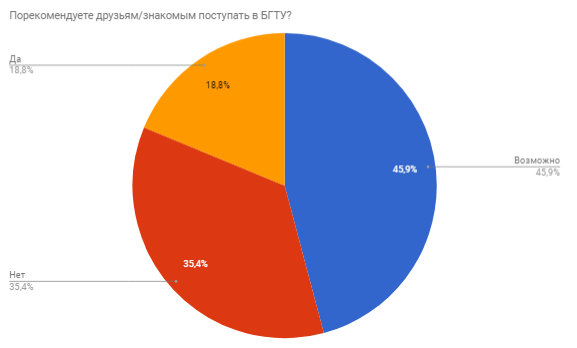 Порекомендуете друзьям/знакомым поступать в БГТУ?
Да
18,8%
18,8%
Возможно
45,9%
45,9%
35,4%
Нет
35,4%